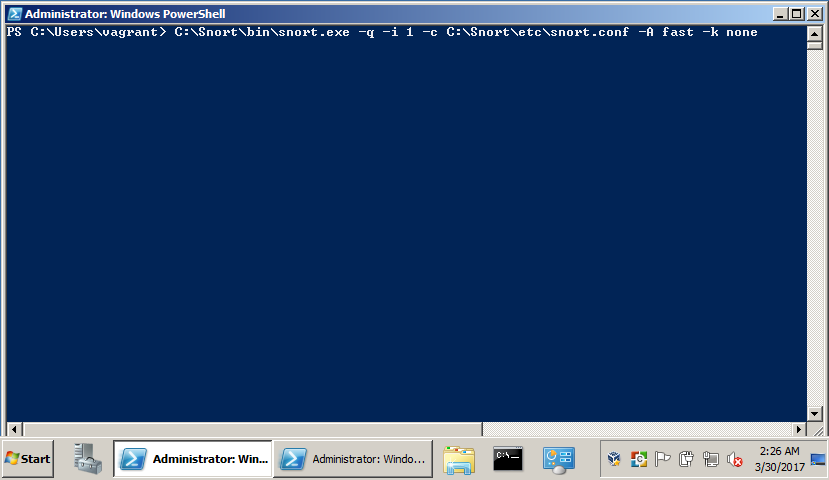 Administrator: Windows PowerShell
PS C:\Users\vagrant> C:\Snort\bin\snort.exe -q -i 1 -c C:\Snort\etc\snort.conf -A fast -k none
Start
Administrator: Win...
Administrator: Windo...
C:\_
2:26 AM
3/30/2017